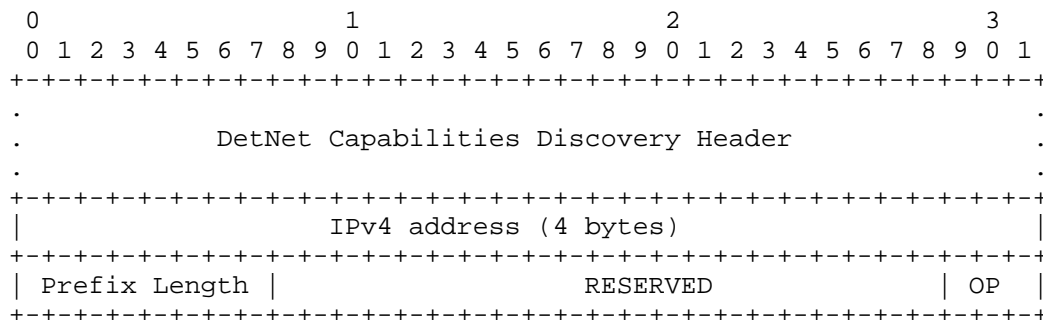 0                   1                   2                   3
 0 1 2 3 4 5 6 7 8 9 0 1 2 3 4 5 6 7 8 9 0 1 2 3 4 5 6 7 8 9 0 1
+-+-+-+-+-+-+-+-+-+-+-+-+-+-+-+-+-+-+-+-+-+-+-+-+-+-+-+-+-+-+-+-+
.                                                               .
.            DetNet Capabilities Discovery Header               .
.                                                               .
+-+-+-+-+-+-+-+-+-+-+-+-+-+-+-+-+-+-+-+-+-+-+-+-+-+-+-+-+-+-+-+-+
|                   IPv4 address (4 bytes)                      |
+-+-+-+-+-+-+-+-+-+-+-+-+-+-+-+-+-+-+-+-+-+-+-+-+-+-+-+-+-+-+-+-+
| Prefix Length |                   RESERVED              | OP  |
+-+-+-+-+-+-+-+-+-+-+-+-+-+-+-+-+-+-+-+-+-+-+-+-+-+-+-+-+-+-+-+-+